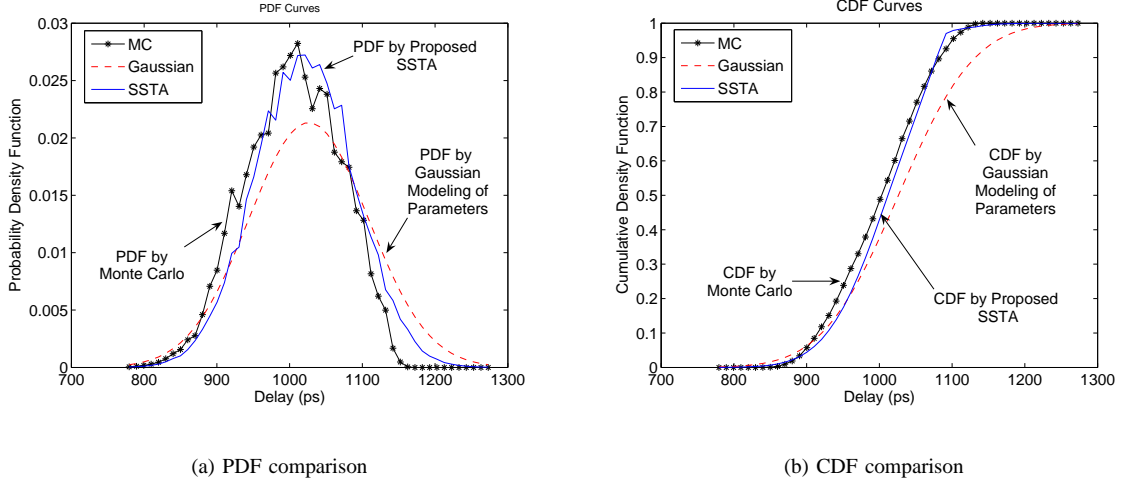 PDF Curves
0.03
0.025
0.02
0.015
0.01
0.005
0
Probability Density Function
MC
Gaussian
SSTA
PDF by Proposed
SSTA
PDF by
Gaussian
Modeling of
Parameters
PDF by
Monte Carlo
700 800 900 1000 1100 1200 1300
Delay (ps)
(a) PDF comparison
CDF Curves
1
0.9
0.8
0.7
0.6
0.5
0.4
0.3
0.2
0.1
0
Cumulative Density Function
MC
Gaussian
SSTA
CDF by
Gaussian
Modeling of
Parameters
CDF by
Monte Carlo
CDF by Proposed
SSTA
700 800 900 1000 1100 1200 1300
Delay (ps)
(b) CDF comparison